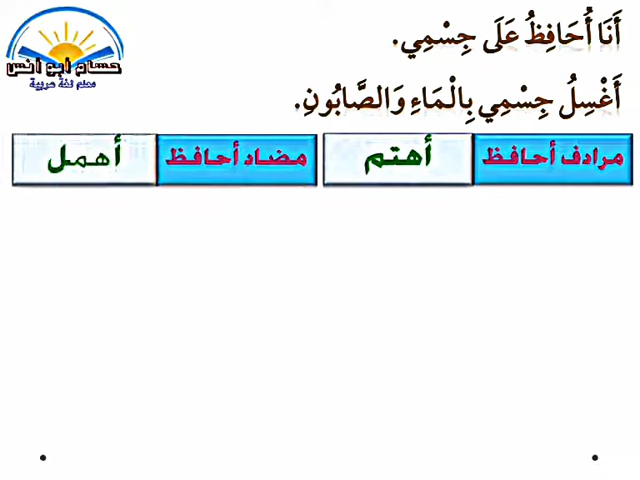 أَنَا أُحَافِظُ عَلَى جِسْمِي.
أَغْسِلُ جِسْمِي بِالْمَاءِ وَالصَّابُونِ.
مرادف أحافظ أهتم مضاد أحافظ أهمل
حسام أبو أنس
معلم لغة عربية